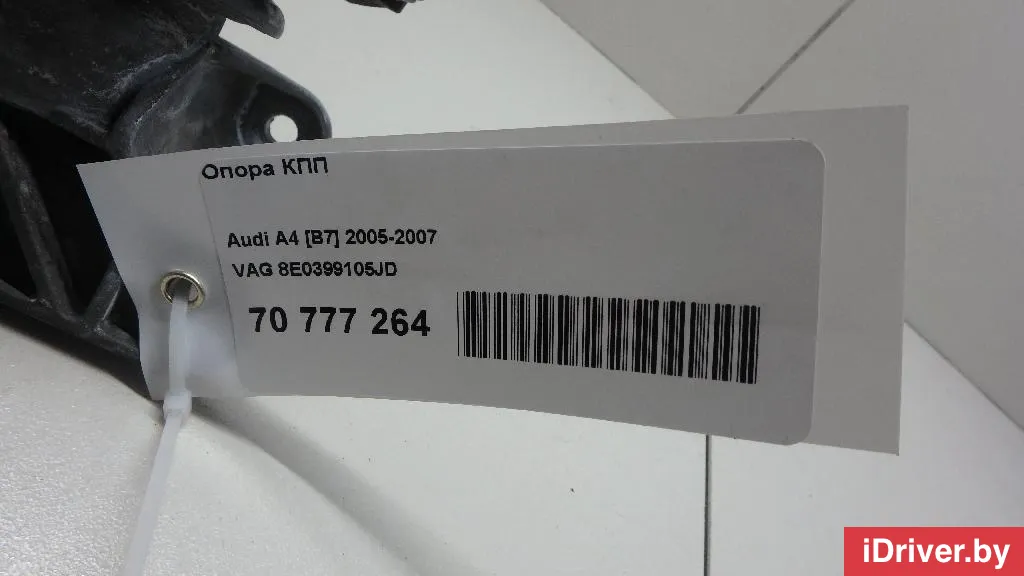 Опора КПП
Audi A4 [B7] 2005-2007
VAG 8E0399105JD
70 777 264
iDriver.by